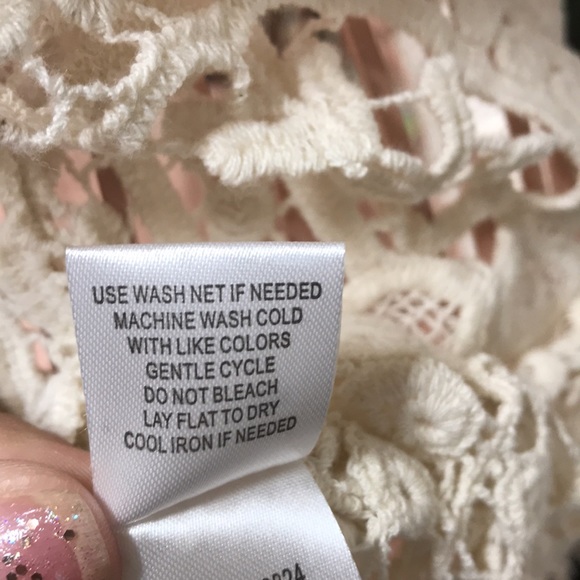 USE WASH NET IF NEEDED
MACHINE WASH COLD
WITH LIKE COLORS
GENTLE CYCLE
DO NOT BLEACH
LAY FLAT TO DRY
COOL IRON IF NEEDED